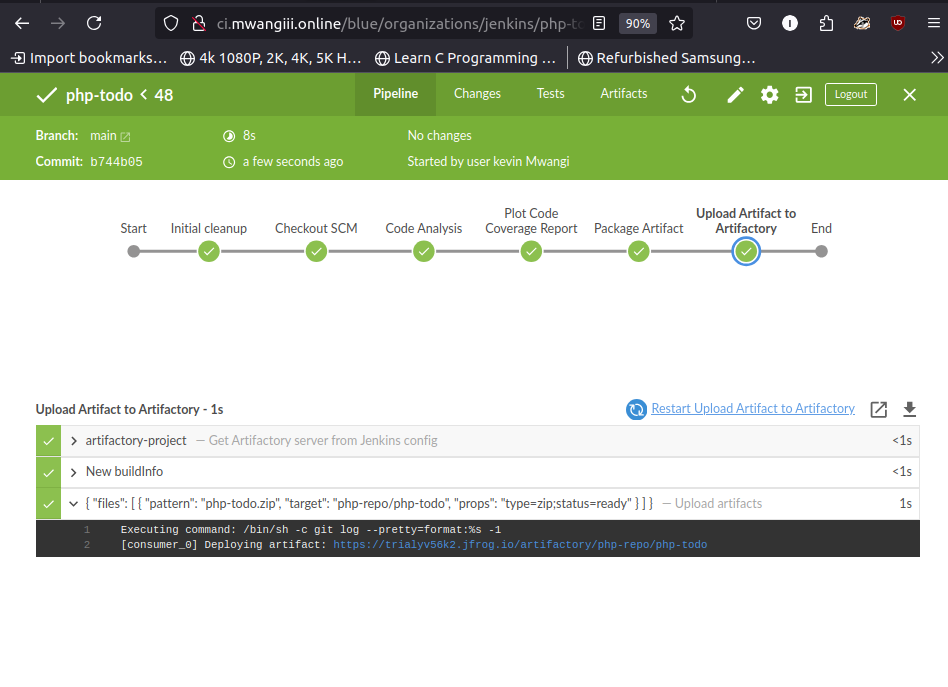 ci.mwangiii.online/blue/organizations/jenkins/php-to
90%
Import bookmarks...
4k 1080P, 2K, 4K, 5K H...
Learn C Programming ...
Refurbished Samsung...
php-todo < 48
Pipeline
Changes
Tests
Artifacts
Logout
Branch: main
8s
No changes
Commit: b744b05
a few seconds ago
Started by user kevin Mwangi
Start
Initial cleanup
Checkout SCM
Code Analysis
Plot Code
Coverage Report
Package Artifact
Upload Artifact to
Artifactory
End
Upload Artifact to Artifactory - 1s
Restart Upload Artifact to Artifactory
artifactory-project — Get Artifactory server from Jenkins config <1s
New buildInfo <1s
{ "files": [ { "pattern": "php-todo.zip", "target": "php-repo/php-todo", "props": "type=zip;status=ready" } ] } — Upload artifacts 1s
1 Executing command: /bin/sh -c git log --pretty=format:%s -1
2 [consumer_0] Deploying artifact: https://trialyv56k2.jfrog.io/artifactory/php-repo/php-todo